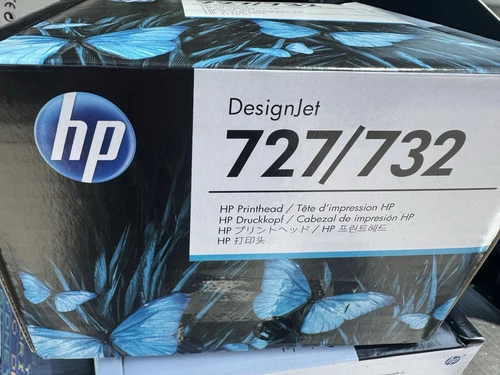 hp
DesignJet
727/732
HP Printhead / Tête d'impression HP
HP Druckkopf / Cabezal de impresión HP
HP プリントヘッド / HP 프린트헤드
HP 打印头
hp